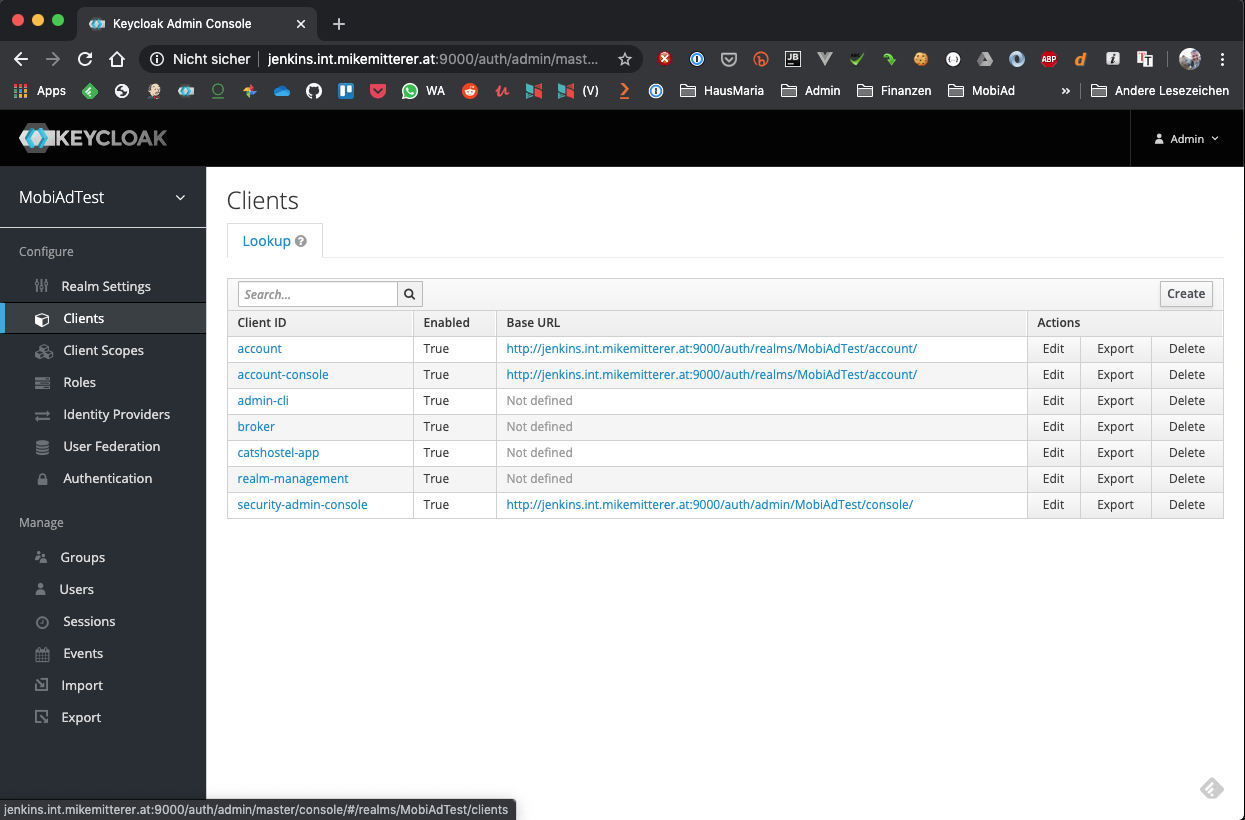 Keycloak Admin Console
Nicht sicher jenkins.int.mikemitterer.at:9000/auth/admin/mast...
JB ABP d i T T
Apps WA (V) HausMaria Admin Finanzen MobiAd » Andere Lesezeichen
KEYCLOAK
Admin
MobiAdTest
Configure
Realm Settings
Clients
Client Scopes
Roles
Identity Providers
User Federation
Authentication
Manage
Groups
Users
Sessions
Events
Import
Export
Clients
Lookup ?
Search...
Create
Client ID Enabled Base URL Actions
account True http://jenkins.int.mikemitterer.at:9000/auth/realms/MobiAdTest/account/ Edit Export Delete
account-console True http://jenkins.int.mikemitterer.at:9000/auth/realms/MobiAdTest/account/ Edit Export Delete
admin-cli True Not defined Edit Export Delete
broker True Not defined Edit Export Delete
catshostel-app True Not defined Edit Export Delete
realm-management True Not defined Edit Export Delete
security-admin-console True http://jenkins.int.mikemitterer.at:9000/auth/admin/MobiAdTest/console/ Edit Export Delete
jenkins.int.mikemitterer.at:9000/auth/admin/master/console/#/realms/MobiAdTest/clients